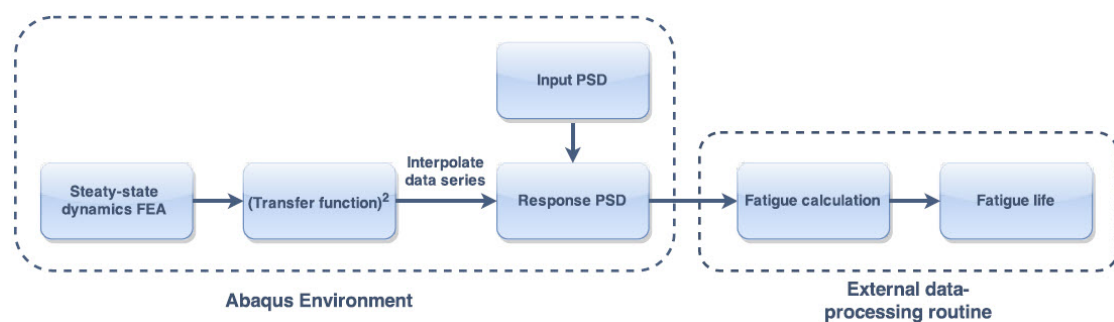 Input PSD
Steaty-state
dynamics FEA
(Transfer function)²
Interpolate
data series
Response PSD
Fatigue calculation
Fatigue life
Abaqus Environment
External data-
processing routine